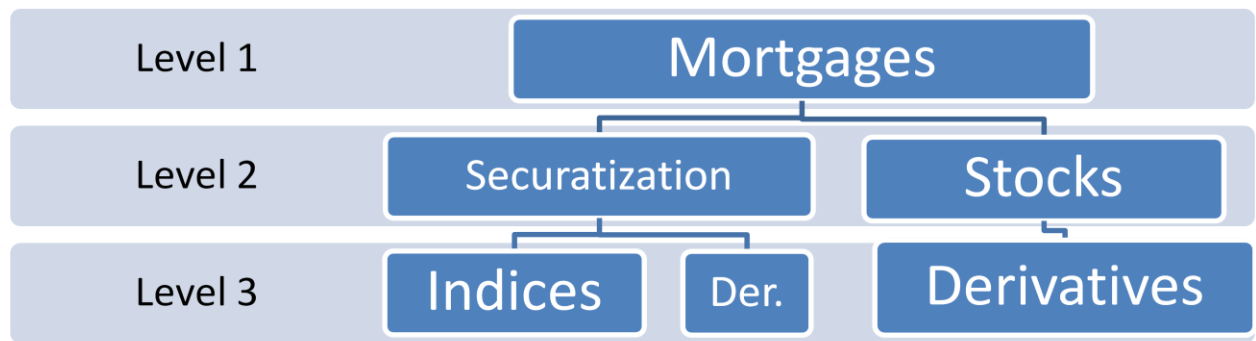 Level 1
Mortgages
Level 2
Securatization
Stocks
Level 3
Indices
Der.
Derivatives